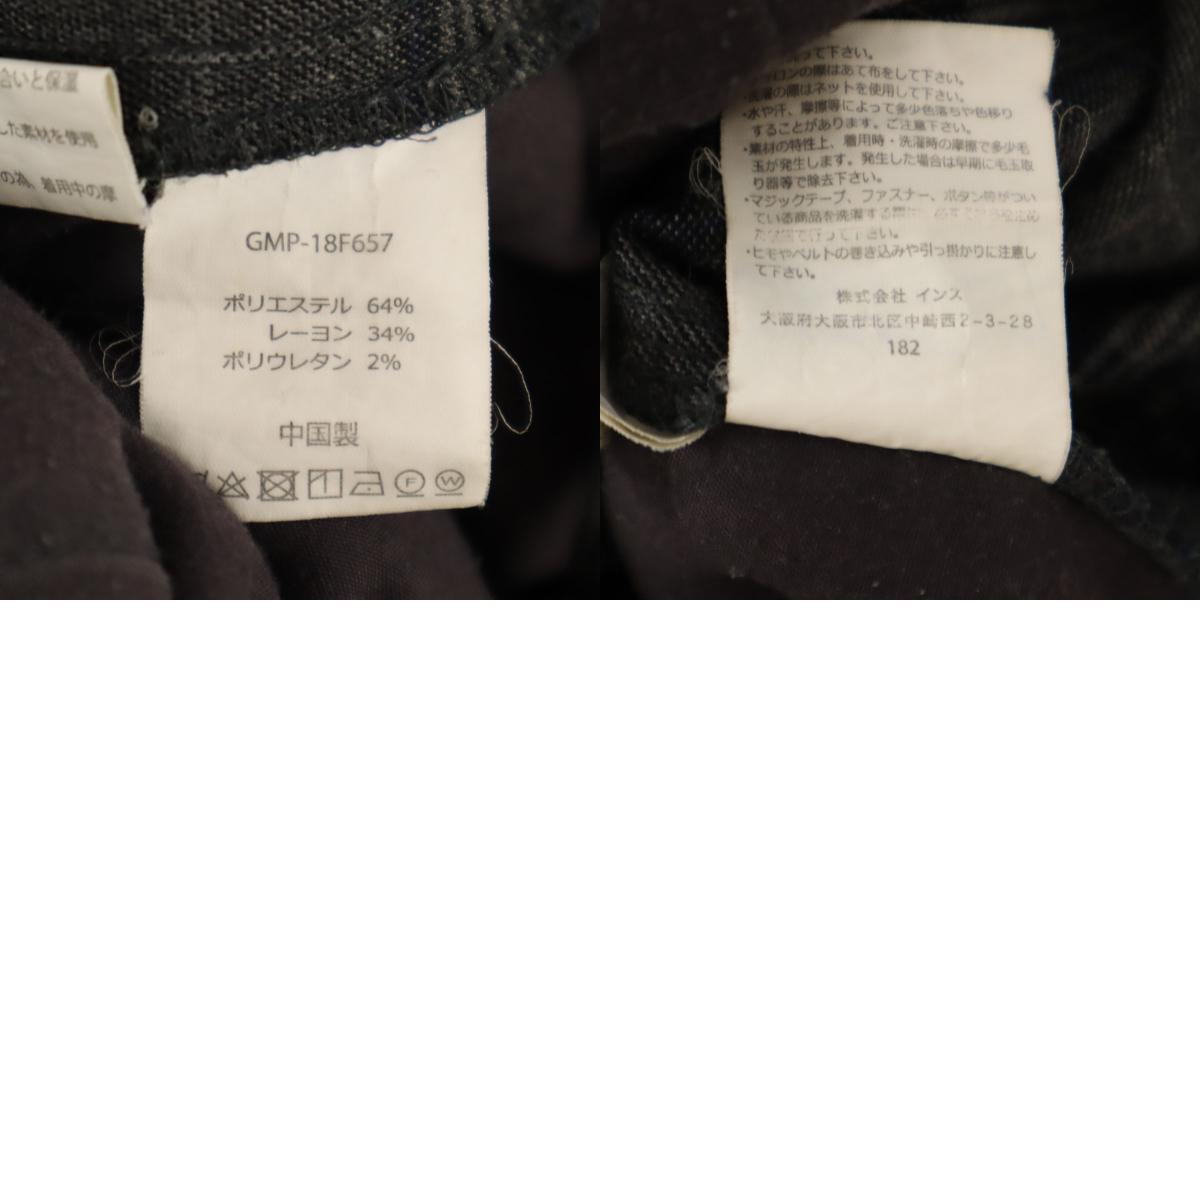 合いと保温
した素材を使用
の為、着用中の摩
GMP-18F657
ポリエステル 64%
レーヨン 34%
ポリウレタン 2%
中国製
F
W
って下さい。
ロンの際はあて布をして下さい。
・洗濯の際はネットを使用して下さい。
・水や汗、摩擦等によって多少色落ちや色移り
することがあります。ご注意下さい。
・素材の特性上、着用時・洗濯時の摩擦で多少毛
玉が発生します。発生した場合は早期に毛玉取
り器等で除去下さい。
・マジックテープ、ファスナー、ボタン等がつい
ている商品を洗濯する際は
って下さい。
・ヒモやベルトの巻き込みや引っ掛かりに注意し
て下さい。
株式会社 インス
大阪府大阪市北区中崎西2-3-28
182